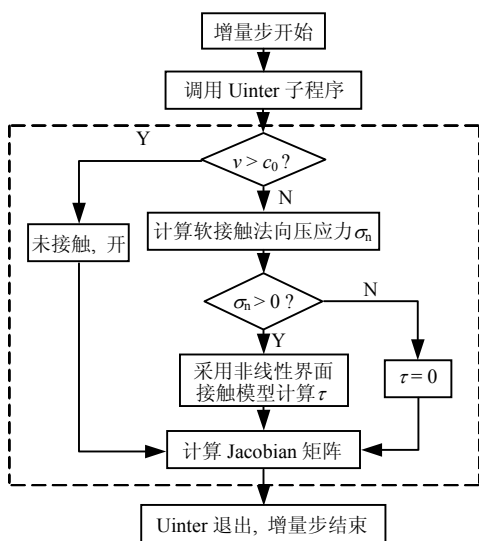 增量步开始
调用 Uinter 子程序
Y
v > c₀ ?
N
未接触, 开
计算软接触法向压应力σₙ
σₙ > 0 ?
N
Y
采用非线性界面
接触模型计算τ
τ = 0
计算 Jacobian 矩阵
Uinter 退出, 增量步结束